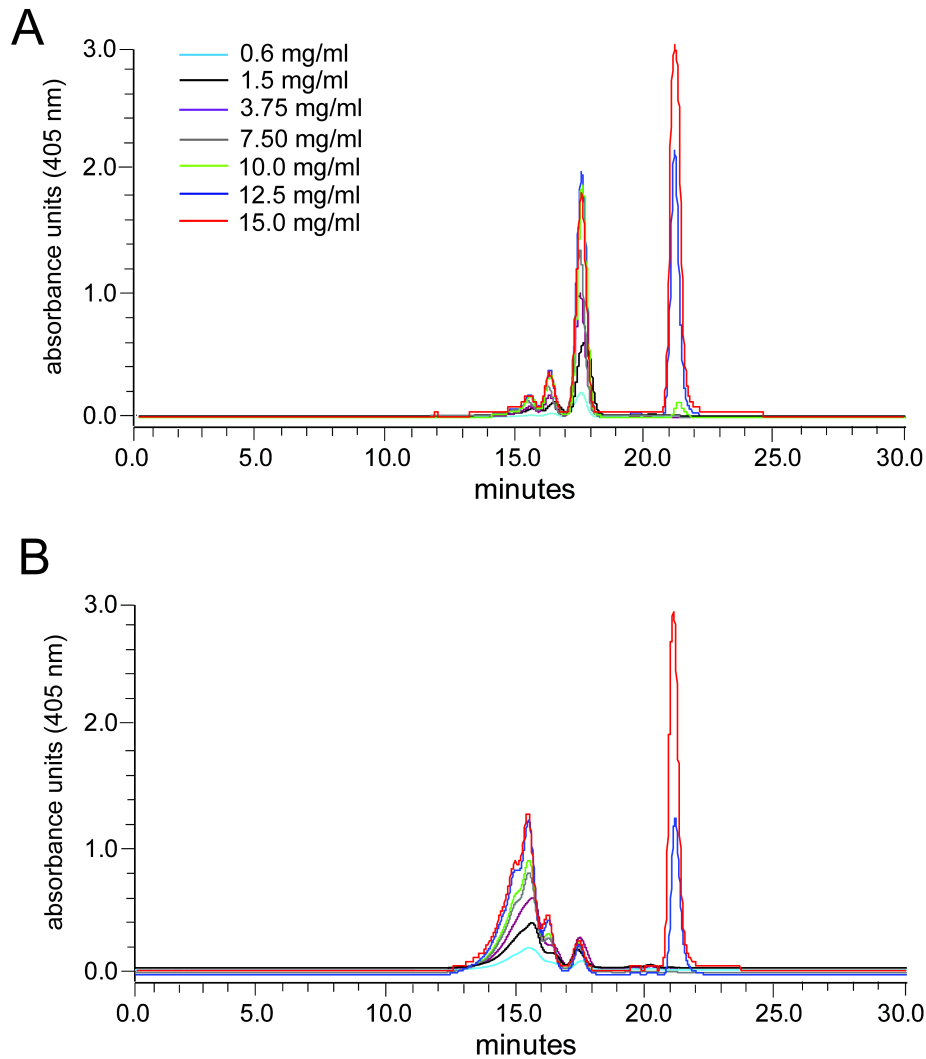 A
3.0
2.0
1.0
0.0
absorbance units (405 nm)
0.6 mg/ml
1.5 mg/ml
3.75 mg/ml
7.50 mg/ml
10.0 mg/ml
12.5 mg/ml
15.0 mg/ml
0.0 5.0 10.0 15.0 20.0 25.0 30.0
minutes
B
3.0
2.0
1.0
0.0
absorbance units (405 nm)
0.0 5.0 10.0 15.0 20.0 25.0 30.0
minutes